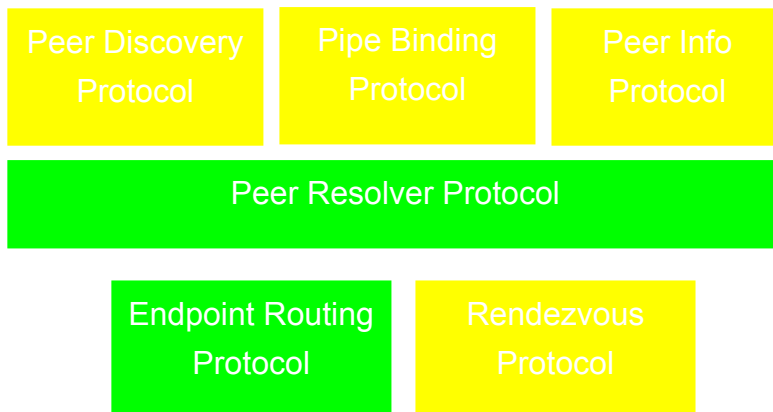 Peer Discovery
Protocol
Pipe Binding
Protocol
Peer Info
Protocol
Peer Resolver Protocol
Endpoint Routing
Protocol
Rendezvous
Protocol